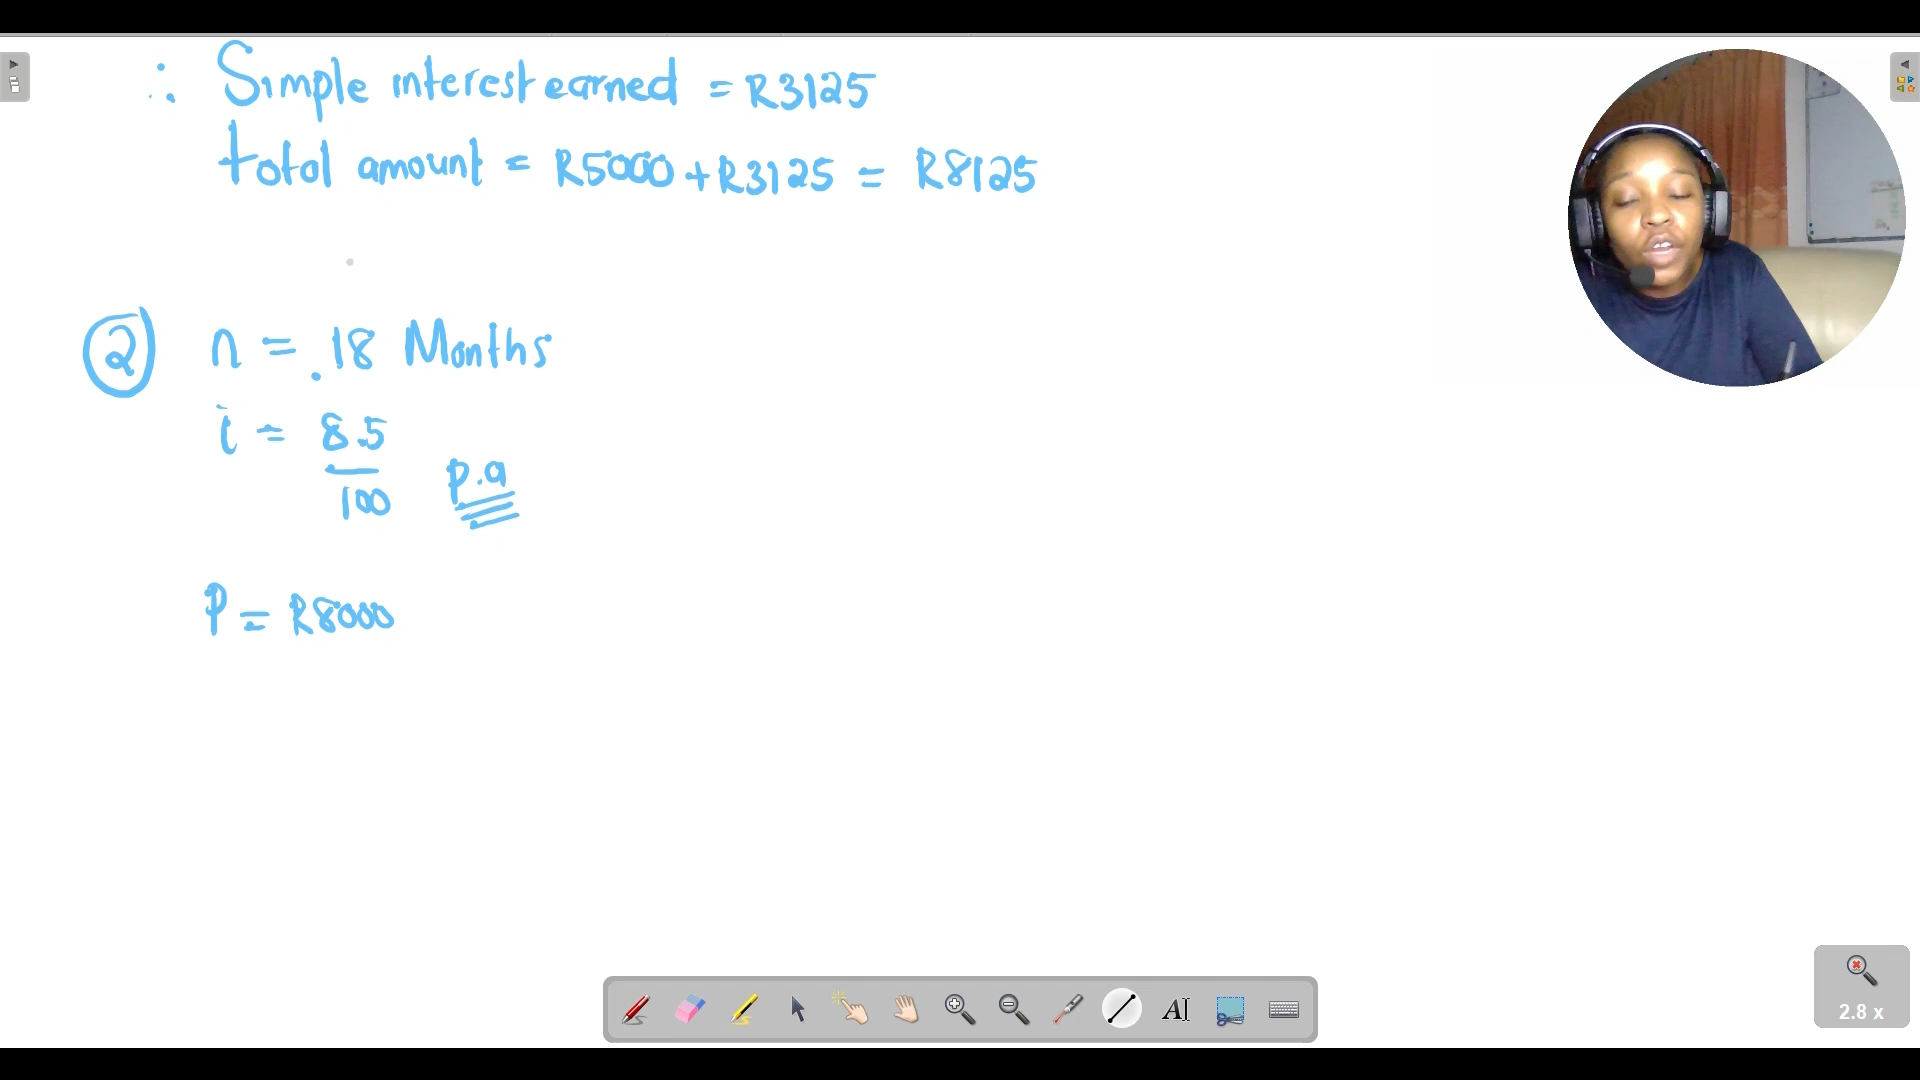 ∴ Simple interest earned = R3125
total amount = R5000 + R3125 = R8125
② n = 18 Months
i = 8.5
100 p.a
P = R8000
AI
2.8 x